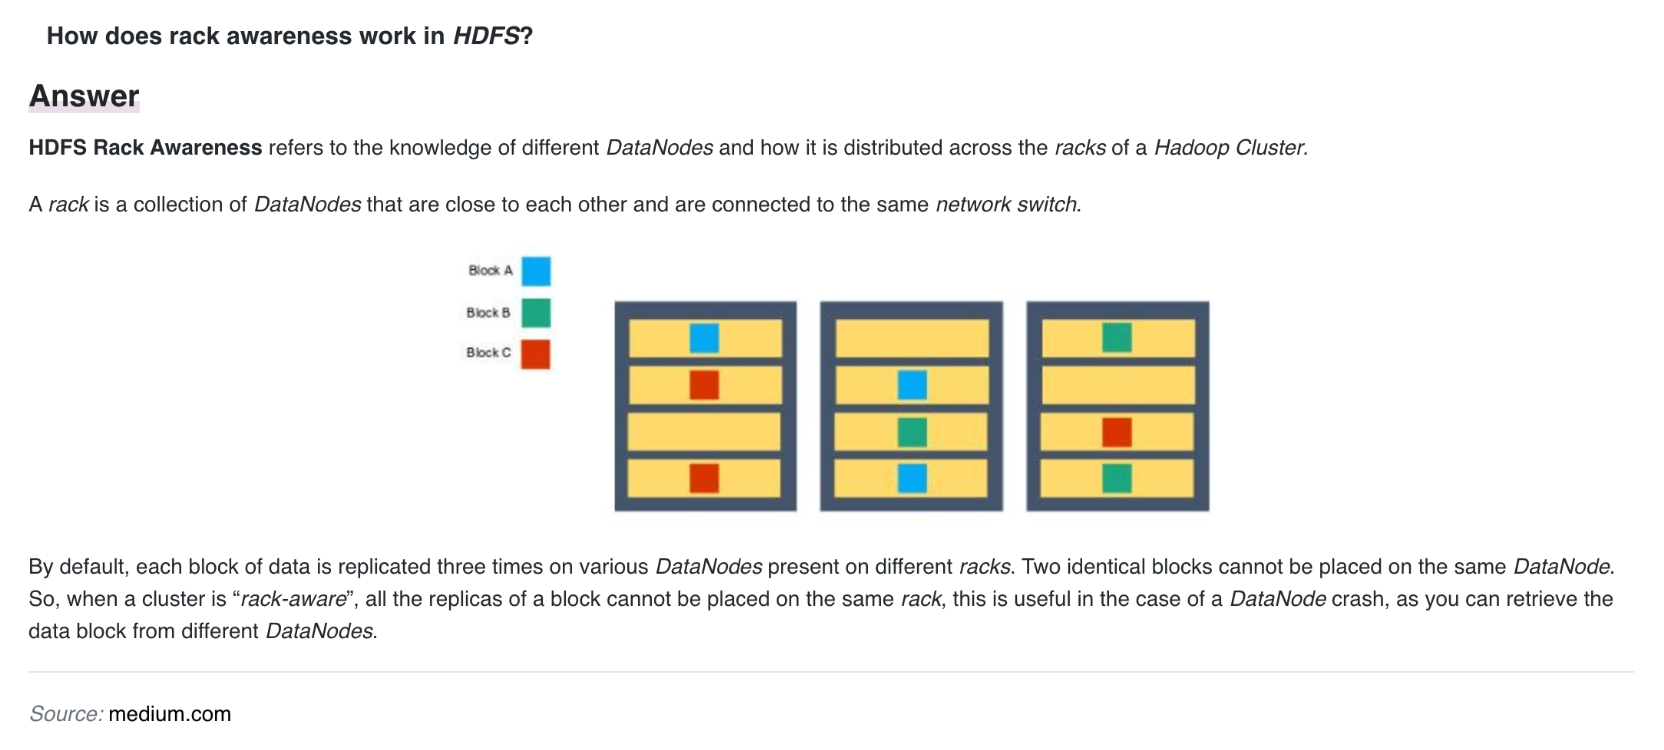 How does rack awareness work in HDFS?
Answer
HDFS Rack Awareness refers to the knowledge of different DataNodes and how it is distributed across the racks of a Hadoop Cluster.
A rack is a collection of DataNodes that are close to each other and are connected to the same network switch.
Block A
Block B
Block C
By default, each block of data is replicated three times on various DataNodes present on different racks. Two identical blocks cannot be placed on the same DataNode.
So, when a cluster is “rack-aware”, all the replicas of a block cannot be placed on the same rack, this is useful in the case of a DataNode crash, as you can retrieve the
data block from different DataNodes.
Source: medium.com